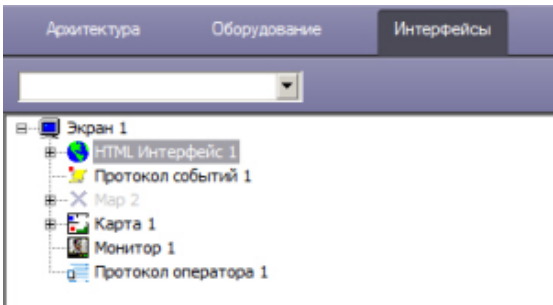 Архитектура Оборудование Интерфейсы
Экран 1
HTML Интерфейс 1
Протокол событий 1
Map 2
Карта 1
Монитор 1
Протокол оператора 1